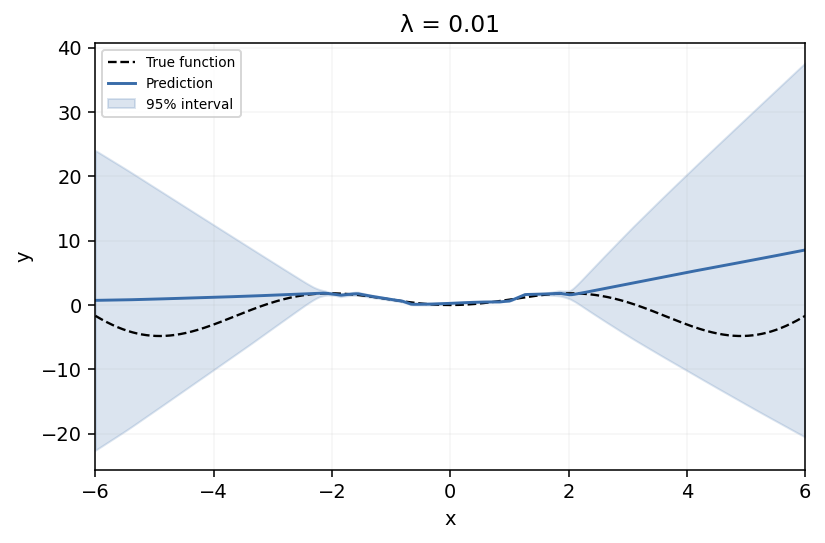 λ = 0.01
40
30
20
10
0
−10
−20
y
True function
Prediction
95% interval
−6
−4
−2
0
2
4
6
x